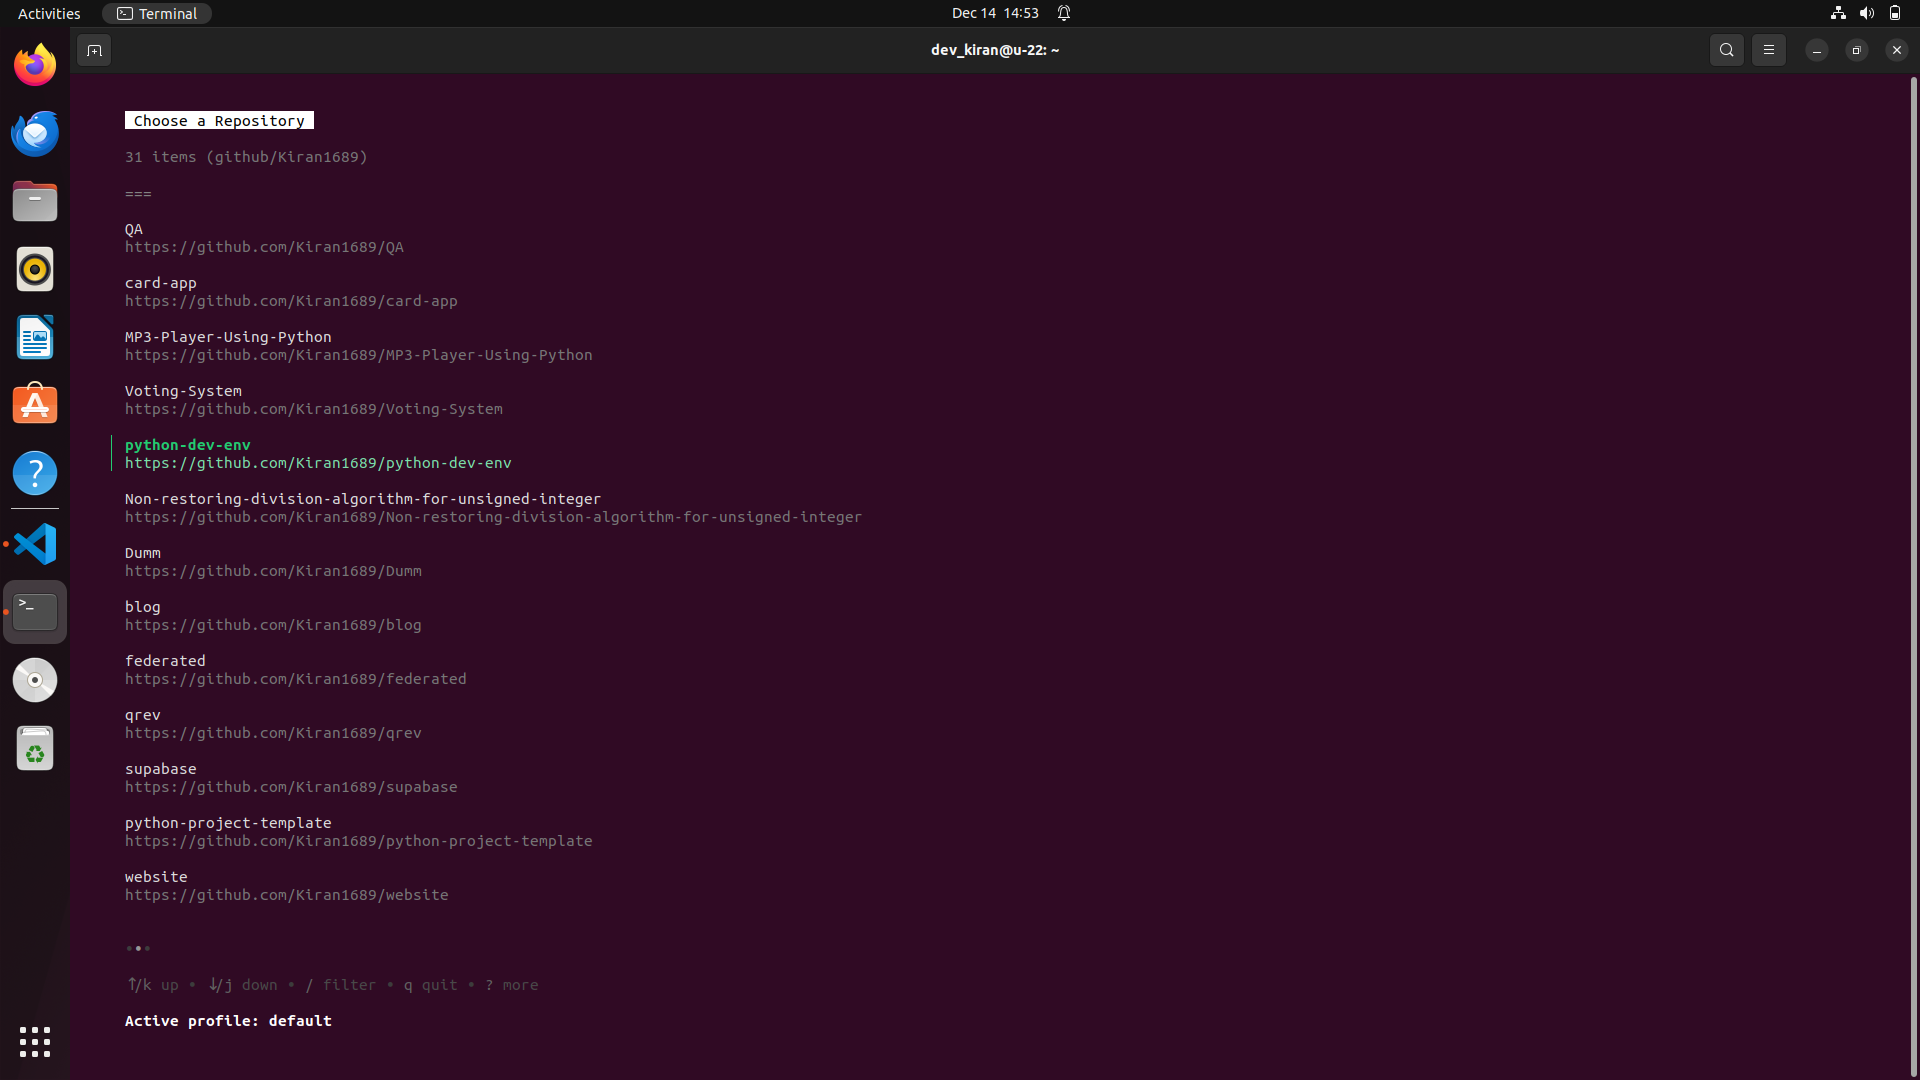 Activities
Terminal
Dec 14 14:53
dev_kiran@u-22: ~
Choose a Repository
31 items (github/Kiran1689)
===
QA
https://github.com/Kiran1689/QA
card-app
https://github.com/Kiran1689/card-app
MP3-Player-Using-Python
https://github.com/Kiran1689/MP3-Player-Using-Python
Voting-System
https://github.com/Kiran1689/Voting-System
python-dev-env
https://github.com/Kiran1689/python-dev-env
Non-restoring-division-algorithm-for-unsigned-integer
https://github.com/Kiran1689/Non-restoring-division-algorithm-for-unsigned-integer
Dumm
https://github.com/Kiran1689/Dumm
blog
https://github.com/Kiran1689/blog
federated
https://github.com/Kiran1689/federated
qrev
https://github.com/Kiran1689/qrev
supabase
https://github.com/Kiran1689/supabase
python-project-template
https://github.com/Kiran1689/python-project-template
website
https://github.com/Kiran1689/website
•••
↑/k up • ↓/j down • / filter • q quit • ? more
Active profile: default